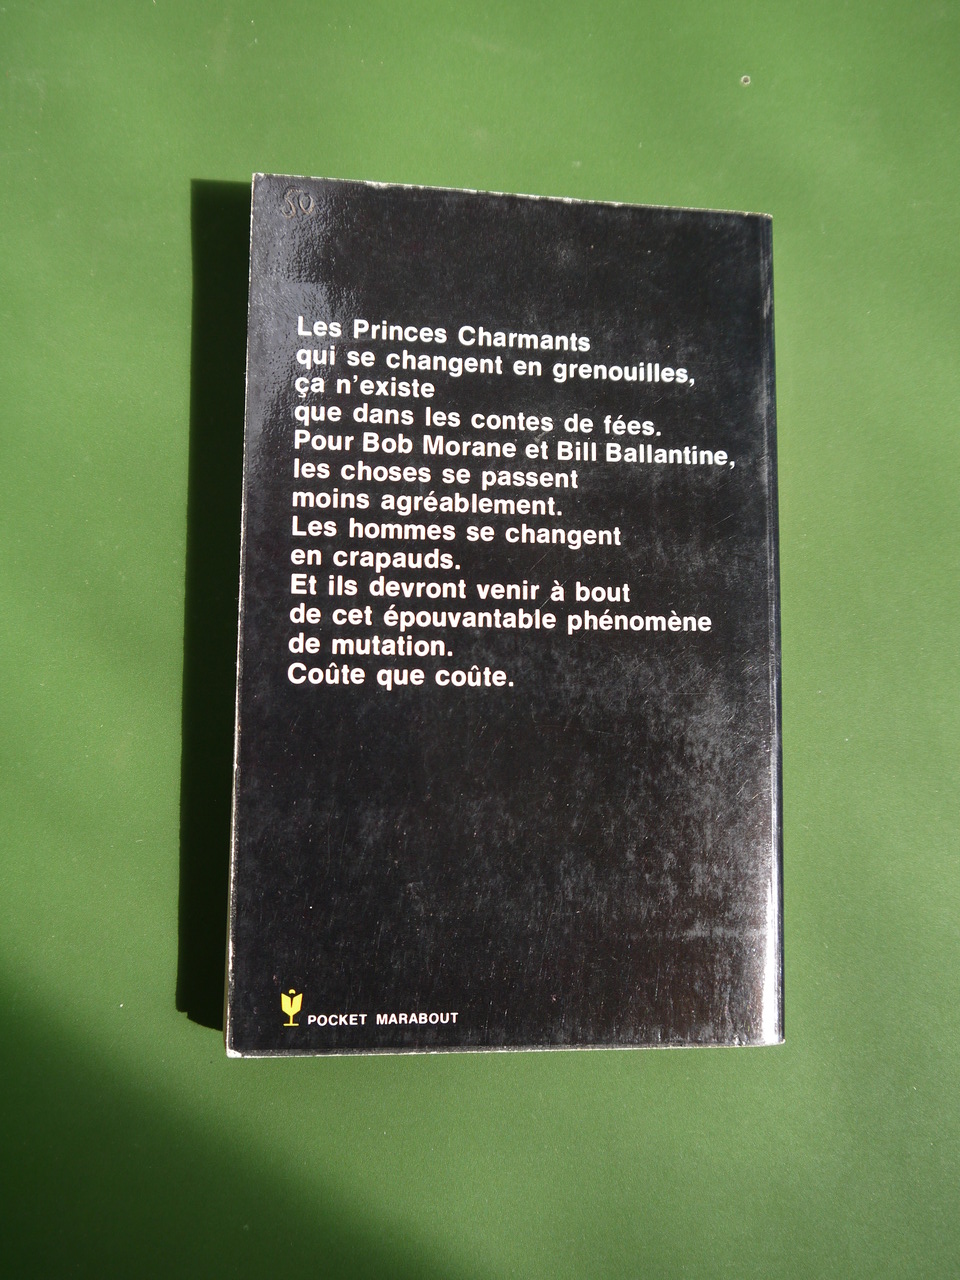 50
Les Princes Charmants
qui se changent en grenouilles,
ça n'existe
que dans les contes de fées.
Pour Bob Morane et Bill Ballantine,
les choses se passent
moins agréablement.
Les hommes se changent
en crapauds.
Et ils devront venir à bout
de cet épouvantable phénomène
de mutation.
Coûte que coûte.
POCKET MARABOUT